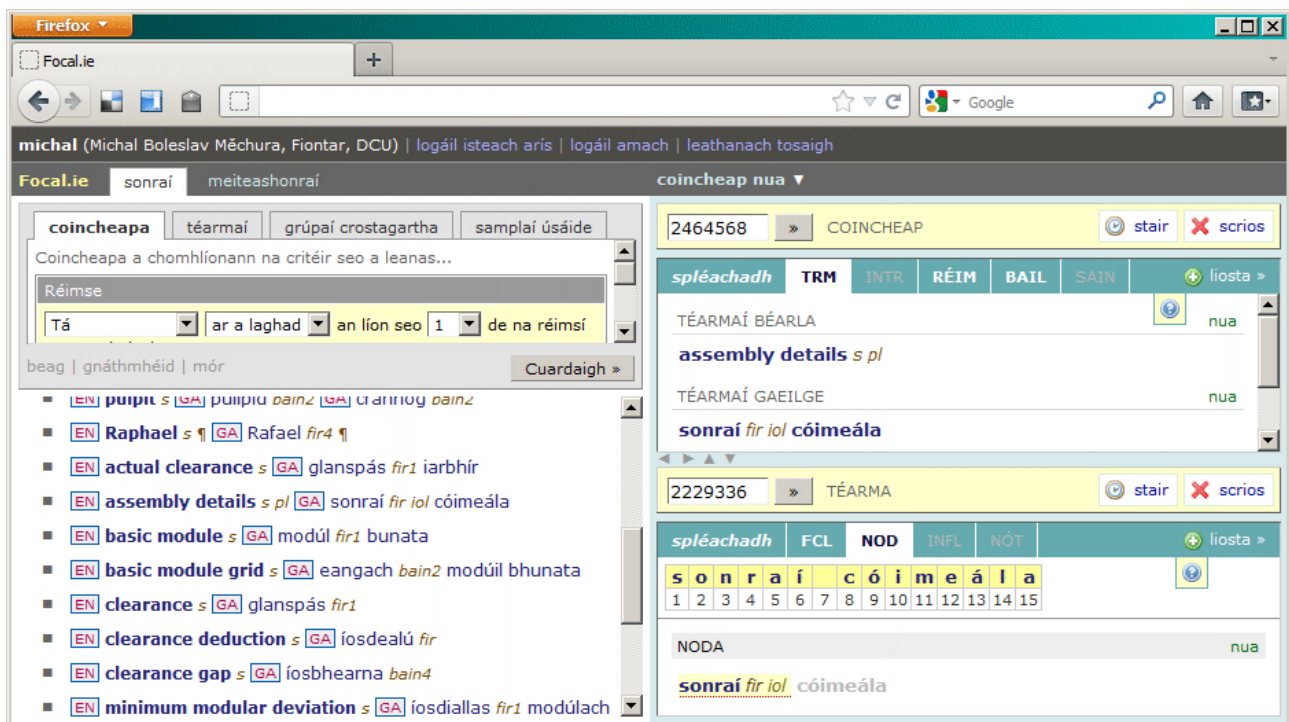 Firefox
Focal.ie
Google
michal (Michal Boleslav Měchura, Fiontar, DCU) | logáil isteach arís | logáil amach | leathanach tosaigh
Focal.ie sonraí meiteashonraí
coincheapa téarmaí grúpaí crostagartha samplaí úsáide
Coincheapa a chomhlíonann na critéir seo a leanas...
Réimse
Tá ar a laghad an líon seo 1 de na réimsí
beag | gnáthmhéid | mór Cuardaigh »
EN pulpit s GA puilpid bain2 GA crannóg bain2
EN Raphael s ¶ GA Rafael fir4 ¶
EN actual clearance s GA glanspás fir1 iarbhír
EN assembly details s pl GA sonraí fir iol cóimeála
EN basic module s GA modúl fir1 bunata
EN basic module grid s GA eangach bain2 modúil bhunata
EN clearance s GA glanspás fir1
EN clearance deduction s GA íosdealú fir
EN clearance gap s GA íosbhearna bain4
EN minimum modular deviation s GA íosdiallas fir1 modúlach
coincheap nua ▼
2464568 » COINCHEAP stair scrios
spléachadh TRM INTR RÉIM BAIL SAIN liosta »
TÉARMAÍ BÉARLA nua
assembly details s pl
TÉARMAÍ GAEILGE nua
sonraí fir iol cóimeála
2229336 » TÉARMA stair scrios
spléachadh FCL NOD INFL NÓT liosta »
s o n r a í c ó i m e á l a
1 2 3 4 5 6 7 8 9 10 11 12 13 14 15
NODA nua
sonraí fir iol cóimeála